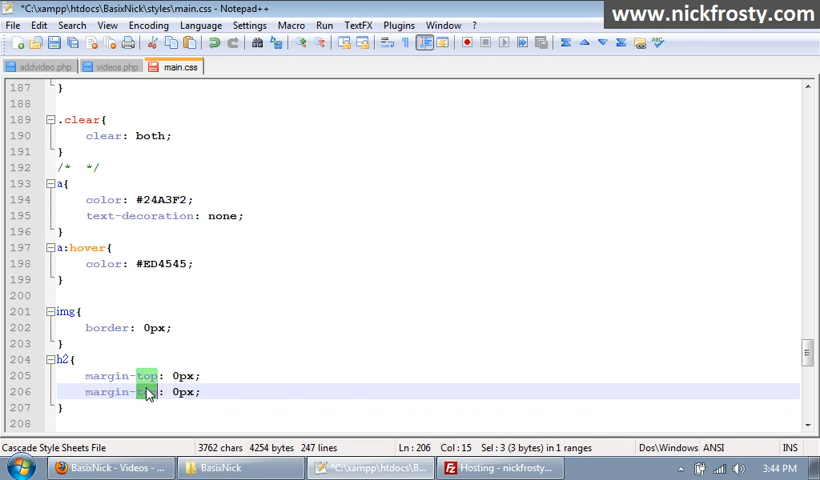 *C:\xampp\htdocs\BasixNick\styles\main.css - Notepad++
www.nickfrosty.com
File Edit Search View Encoding Language Settings Macro Run TextFX Plugins Window ?
addvideo.php videos.php main.css
187 }
188
189 .clear{
190 clear: both;
191 }
192 /* */
193 a{
194 color: #24A3F2;
195 text-decoration: none;
196 }
197 a:hover{
198 color: #ED4545;
199 }
200
201 img{
202 border: 0px;
203 }
204 h2{
205 margin-top: 0px;
206 margin-top: 0px;
207 }
208
Cascade Style Sheets File 3762 chars 4254 bytes 247 lines Ln : 206 Col : 15 Sel : 3 (3 bytes) in 1 ranges Dos\Windows ANSI INS
BasixNick - Videos - ... BasixNick *C:\xampp\htdocs\B... Hosting - nickfrosty... 3:44 PM